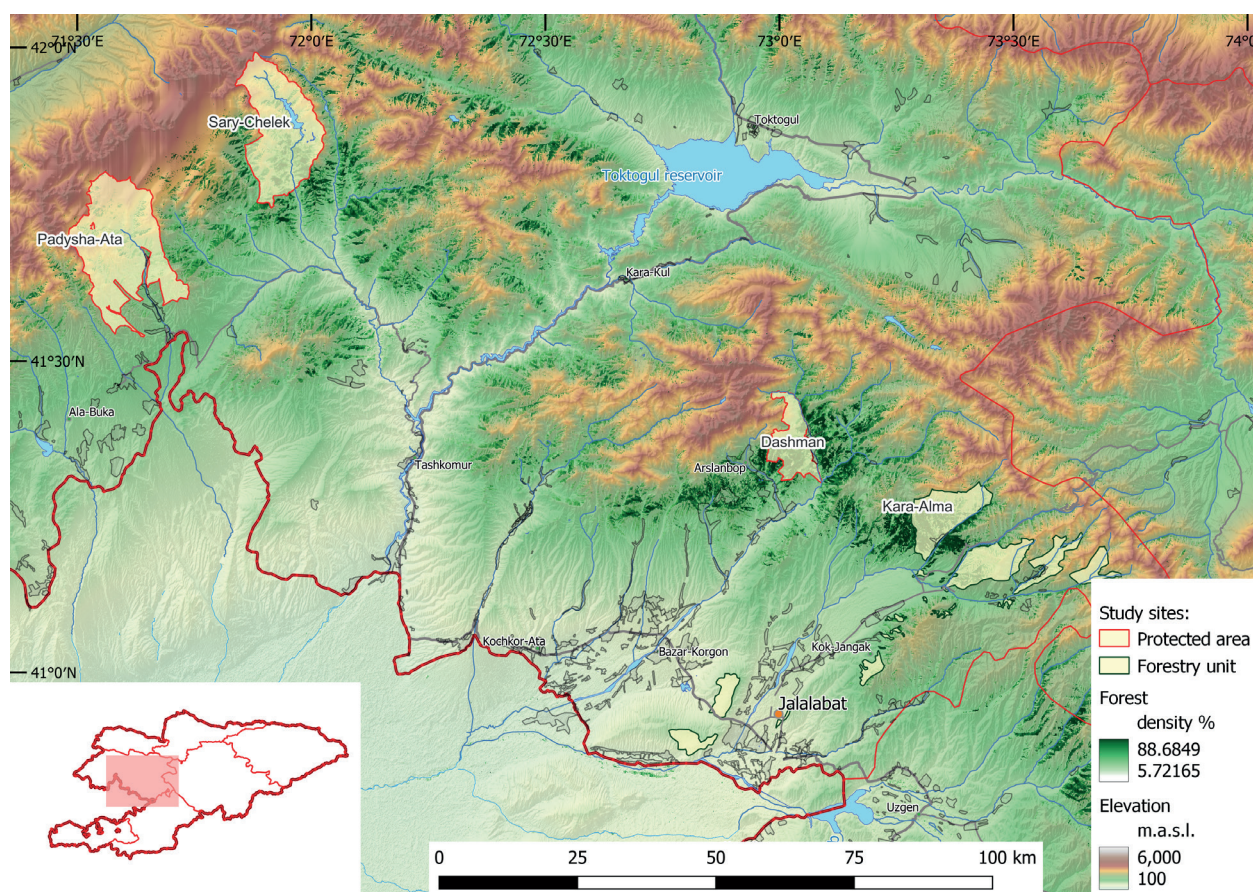 71°30'E
72°0'E
72°30'E
73°0'E
73°30'E
74°0'
42°0'N
Sary-Chelek
Toktogul
Toktogul reservoir
Padysha-Ata
Kara-Kul
41°30'N
Ala-Buka
Dashman
Tashkomur
Arslanbop
Kara-Alma
Kochkor-Ata
Bazar-Korgon
Kok-Jangak
41°0'N
Jalalabat
Uzgen
Study sites:
Protected area
Forestry unit
Forest
density %
88.6849
5.72165
Elevation
m.a.s.l.
6,000
100
0 25 50 75 100 km